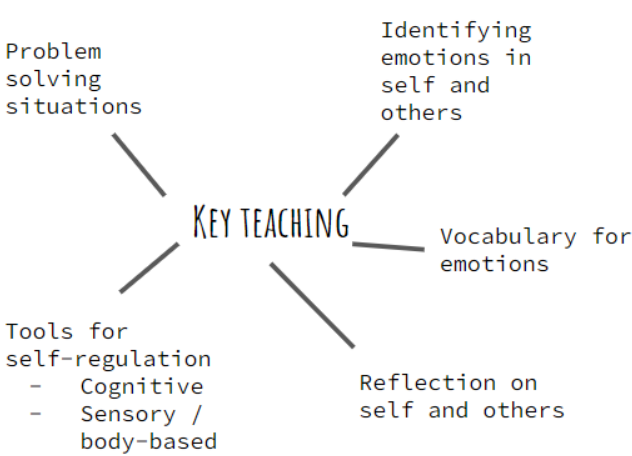 Problem
solving
situations
Identifying
emotions in
self and
others
KEY TEACHING
Vocabulary for
emotions
Tools for
self-regulation
- Cognitive
- Sensory /
body-based
Reflection on
self and others